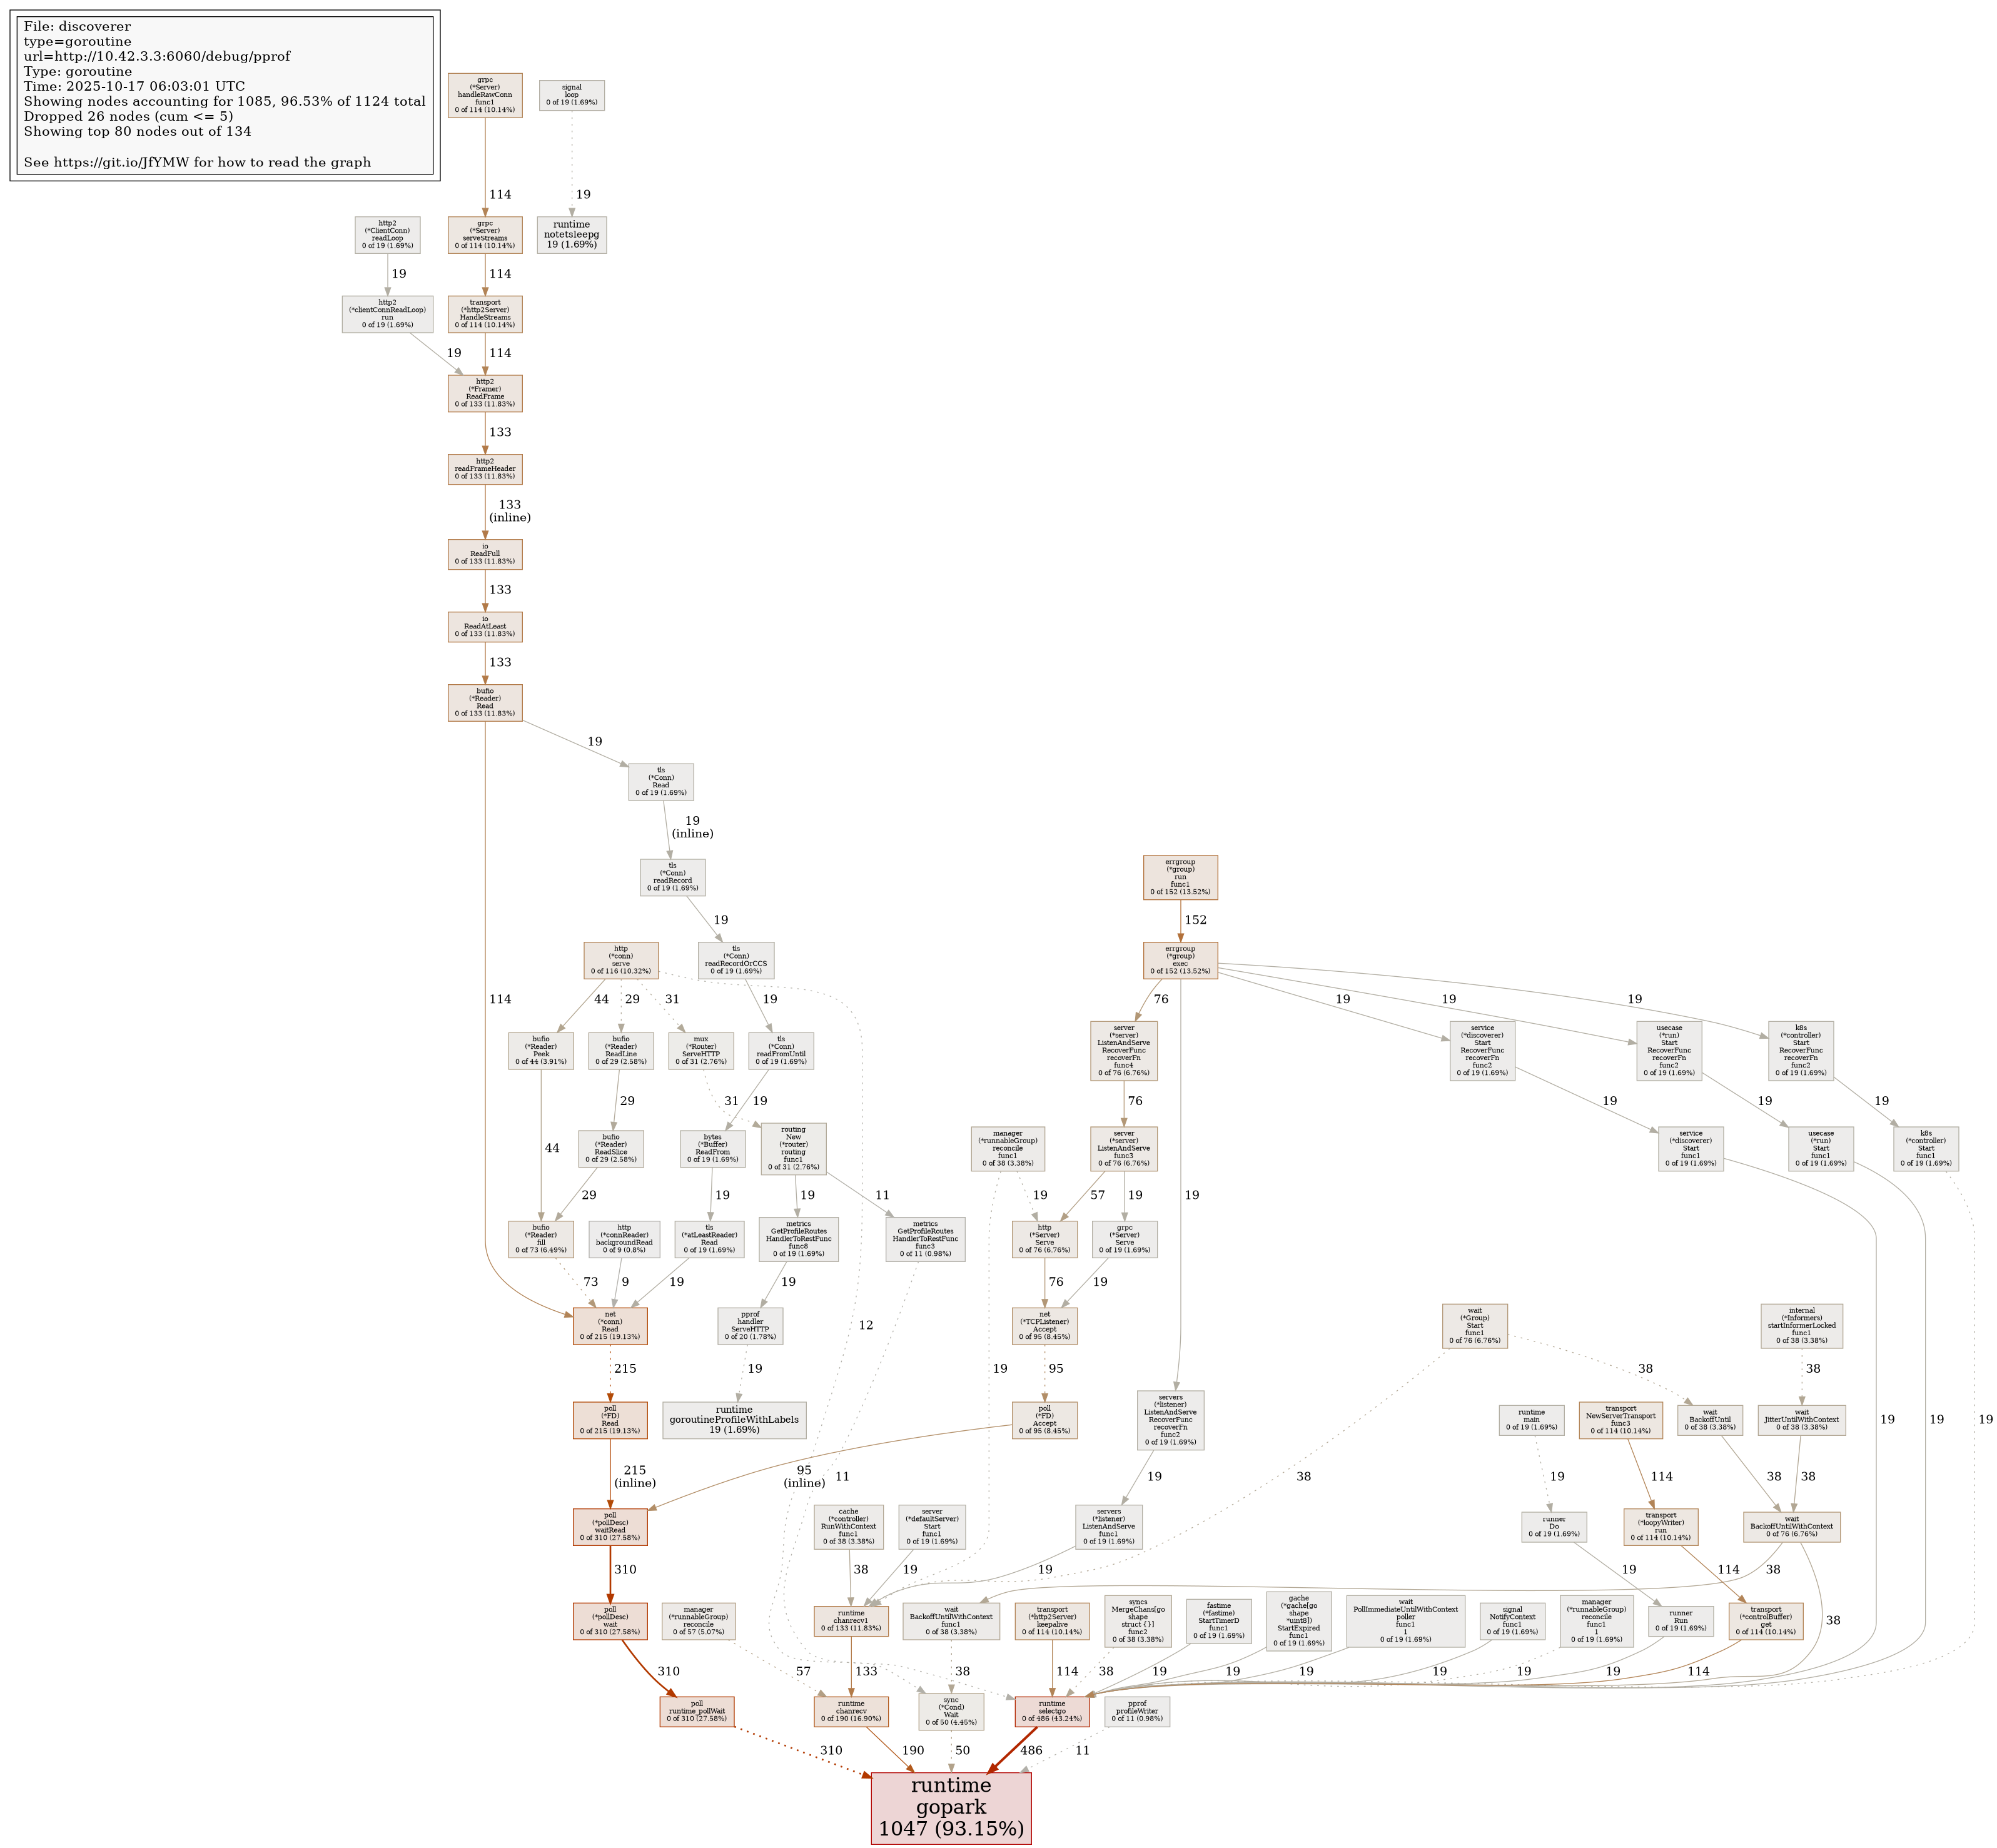 File: discoverer
type=goroutine
url=http://10.42.3.3:6060/debug/pprof
Type: goroutine
Time: 2025-10-17 06:03:01 UTC
Showing nodes accounting for 1085, 96.53% of 1124 total
Dropped 26 nodes (cum <= 5)
Showing top 80 nodes out of 134
See https://git.io/JfYMW for how to read the graph
grpc
(*Server)
handleRawConn
func1
0 of 114 (10.14%)
signal
loop
0 of 19 (1.69%)
114
19
http2
(*ClientConn)
readLoop
0 of 19 (1.69%)
grpc
(*Server)
serveStreams
0 of 114 (10.14%)
runtime
notetsleepg
19 (1.69%)
19
114
http2
(*clientConnReadLoop)
run
0 of 19 (1.69%)
transport
(*http2Server)
HandleStreams
0 of 114 (10.14%)
19
114
http2
(*Framer)
ReadFrame
0 of 133 (11.83%)
133
http2
readFrameHeader
0 of 133 (11.83%)
133
(inline)
io
ReadFull
0 of 133 (11.83%)
133
io
ReadAtLeast
0 of 133 (11.83%)
133
bufio
(*Reader)
Read
0 of 133 (11.83%)
19
tls
(*Conn)
Read
0 of 19 (1.69%)
19
(inline)
tls
(*Conn)
readRecord
0 of 19 (1.69%)
errgroup
(*group)
run
func1
0 of 152 (13.52%)
19
152
http
(*conn)
serve
0 of 116 (10.32%)
tls
(*Conn)
readRecordOrCCS
0 of 19 (1.69%)
errgroup
(*group)
exec
0 of 152 (13.52%)
114
44
29
31
19
76
19
19
19
bufio
(*Reader)
Peek
0 of 44 (3.91%)
bufio
(*Reader)
ReadLine
0 of 29 (2.58%)
mux
(*Router)
ServeHTTP
0 of 31 (2.76%)
tls
(*Conn)
readFromUntil
0 of 19 (1.69%)
server
(*server)
ListenAndServe
RecoverFunc
recoverFn
func4
0 of 76 (6.76%)
service
(*discoverer)
Start
RecoverFunc
recoverFn
func2
0 of 19 (1.69%)
usecase
(*run)
Start
RecoverFunc
recoverFn
func2
0 of 19 (1.69%)
k8s
(*controller)
Start
RecoverFunc
recoverFn
func2
0 of 19 (1.69%)
29
31
19
76
19
19
19
44
bufio
(*Reader)
ReadSlice
0 of 29 (2.58%)
bytes
(*Buffer)
ReadFrom
0 of 19 (1.69%)
routing
New
(*router)
routing
func1
0 of 31 (2.76%)
manager
(*runnableGroup)
reconcile
func1
0 of 38 (3.38%)
server
(*server)
ListenAndServe
func3
0 of 76 (6.76%)
service
(*discoverer)
Start
func1
0 of 19 (1.69%)
usecase
(*run)
Start
func1
0 of 19 (1.69%)
k8s
(*controller)
Start
func1
0 of 19 (1.69%)
29
19
19
11
19
57
19
19
bufio
(*Reader)
fill
0 of 73 (6.49%)
http
(*connReader)
backgroundRead
0 of 9 (0.8%)
tls
(*atLeastReader)
Read
0 of 19 (1.69%)
metrics
GetProfileRoutes
HandlerToRestFunc
func8
0 of 19 (1.69%)
metrics
GetProfileRoutes
HandlerToRestFunc
func3
0 of 11 (0.98%)
http
(*Server)
Serve
0 of 76 (6.76%)
grpc
(*Server)
Serve
0 of 19 (1.69%)
73
9
19
19
76
19
net
(*conn)
Read
0 of 215 (19.13%)
pprof
handler
ServeHTTP
0 of 20 (1.78%)
12
net
(*TCPListener)
Accept
0 of 95 (8.45%)
wait
(*Group)
Start
func1
0 of 76 (6.76%)
internal
(*Informers)
startInformerLocked
func1
0 of 38 (3.38%)
215
19
19
95
38
38
poll
(*FD)
Read
0 of 215 (19.13%)
runtime
goroutineProfileWithLabels
19 (1.69%)
poll
(*FD)
Accept
0 of 95 (8.45%)
servers
(*listener)
ListenAndServe
RecoverFunc
recoverFn
func2
0 of 19 (1.69%)
runtime
main
0 of 19 (1.69%)
transport
NewServerTransport
func3
0 of 114 (10.14%)
wait
BackoffUntil
0 of 38 (3.38%)
wait
JitterUntilWithContext
0 of 38 (3.38%)
19
19
19
215
(inline)
95
(inline)
11
19
38
19
114
38
38
poll
(*pollDesc)
waitRead
0 of 310 (27.58%)
cache
(*controller)
RunWithContext
func1
0 of 38 (3.38%)
server
(*defaultServer)
Start
func1
0 of 19 (1.69%)
servers
(*listener)
ListenAndServe
func1
0 of 19 (1.69%)
runner
Do
0 of 19 (1.69%)
transport
(*loopyWriter)
run
0 of 114 (10.14%)
wait
BackoffUntilWithContext
0 of 76 (6.76%)
310
38
19
19
19
114
38
poll
(*pollDesc)
wait
0 of 310 (27.58%)
manager
(*runnableGroup)
reconcile
0 of 57 (5.07%)
runtime
chanrecv1
0 of 133 (11.83%)
wait
BackoffUntilWithContext
func1
0 of 38 (3.38%)
transport
(*http2Server)
keepalive
0 of 114 (10.14%)
syncs
MergeChans[go
shape
struct {}]
func2
0 of 38 (3.38%)
fastime
(*fastime)
StartTimerD
func1
0 of 19 (1.69%)
gache
(*gache[go
shape
*uint8])
StartExpired
func1
0 of 19 (1.69%)
wait
PollImmediateUntilWithContext
poller
func1
1
0 of 19 (1.69%)
signal
NotifyContext
func1
0 of 19 (1.69%)
manager
(*runnableGroup)
reconcile
func1
1
0 of 19 (1.69%)
runner
Run
0 of 19 (1.69%)
transport
(*controlBuffer)
get
0 of 114 (10.14%)
38
310
57
133
38
114
38
19
19
19
19
19
19
114
poll
runtime_pollWait
0 of 310 (27.58%)
runtime
chanrecv
0 of 190 (16.90%)
sync
(*Cond)
Wait
0 of 50 (4.45%)
runtime
selectgo
0 of 486 (43.24%)
pprof
profileWriter
0 of 11 (0.98%)
310
190
50
486
11
runtime
gopark
1047 (93.15%)